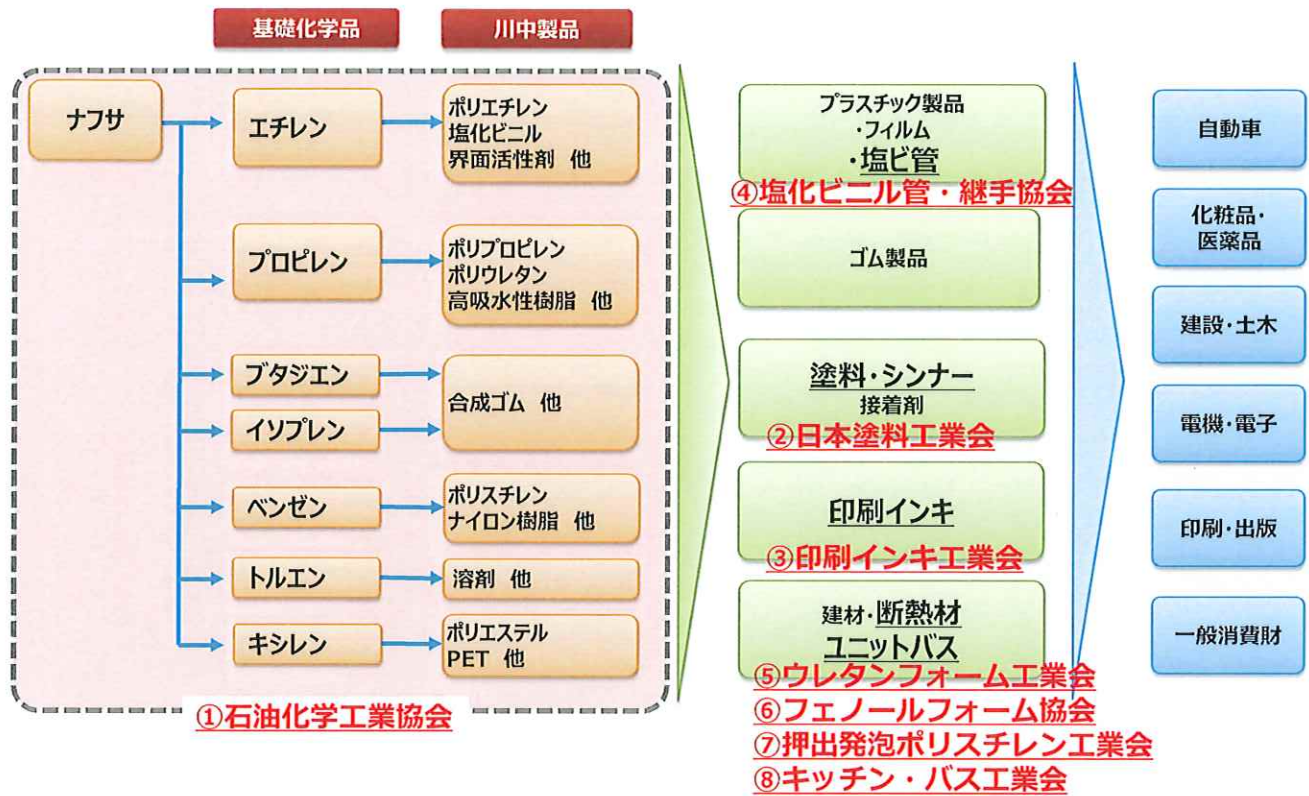 基礎化学品
川中製品
ナフサ
エチレン
ポリエチレン
塩化ビニル
界面活性剤 他
プロピレン
ポリプロピレン
ポリウレタン
高吸水性樹脂 他
ブタジエン
イソプレン
合成ゴム 他
ベンゼン
ポリスチレン
ナイロン樹脂 他
トルエン
溶剤 他
キシレン
ポリエステル
PET 他
①石油化学工業協会
プラスチック製品
・フィルム
・塩ビ管
④塩化ビニル管・継手協会
ゴム製品
塗料・シンナー
接着剤
②日本塗料工業会
印刷インキ
③印刷インキ工業会
建材・断熱材
ユニットバス
⑤ウレタンフォーム工業会
⑥フェノールフォーム協会
⑦押出発泡ポリスチレン工業会
⑧キッチン・バス工業会
自動車
化粧品・
医薬品
建設・土木
電機・電子
印刷・出版
一般消費財